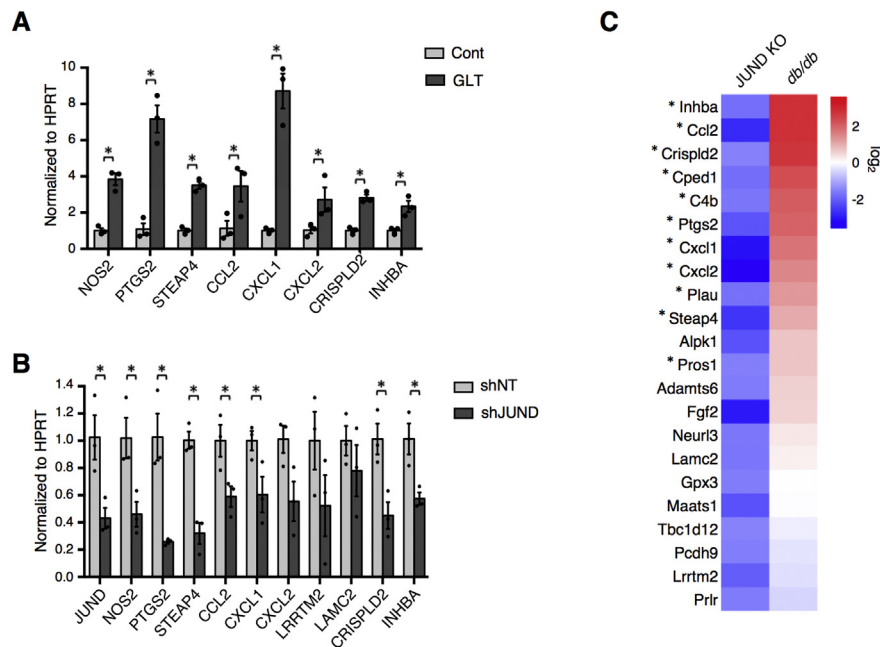 A
Normalized to HPRT
10
8
6
4
2
0
* * * * * * * *
Cont
GLT
NOS2 PTGS2 STEAP4 CCL2 CXCL1 CXCL2 CRISPLD2 INHBA
B
Normalized to HPRT
1.4
1.2
1.0
0.8
0.6
0.4
0.2
0.0
* * * * * * * *
shNT
shJUND
JUND NOS2 PTGS2 STEAP4 CCL2 CXCL1 CXCL2 LRRTM2 LAMC2 CRISPLD2 INHBA
C
JUND KO db/db
* Inhba
* Ccl2
* Crispld2
* Cped1
* C4b
Ptgs2
* Cxcl1
* Cxcl2
* Plau
* Steap4
Alpk1
* Pros1
Adamts6
Fgf2
Neurl3
Lamc2
Gpx3
Maats1
Tbc1d12
Pcdh9
Lrrtm2
Prlr
2
0
-2
log2